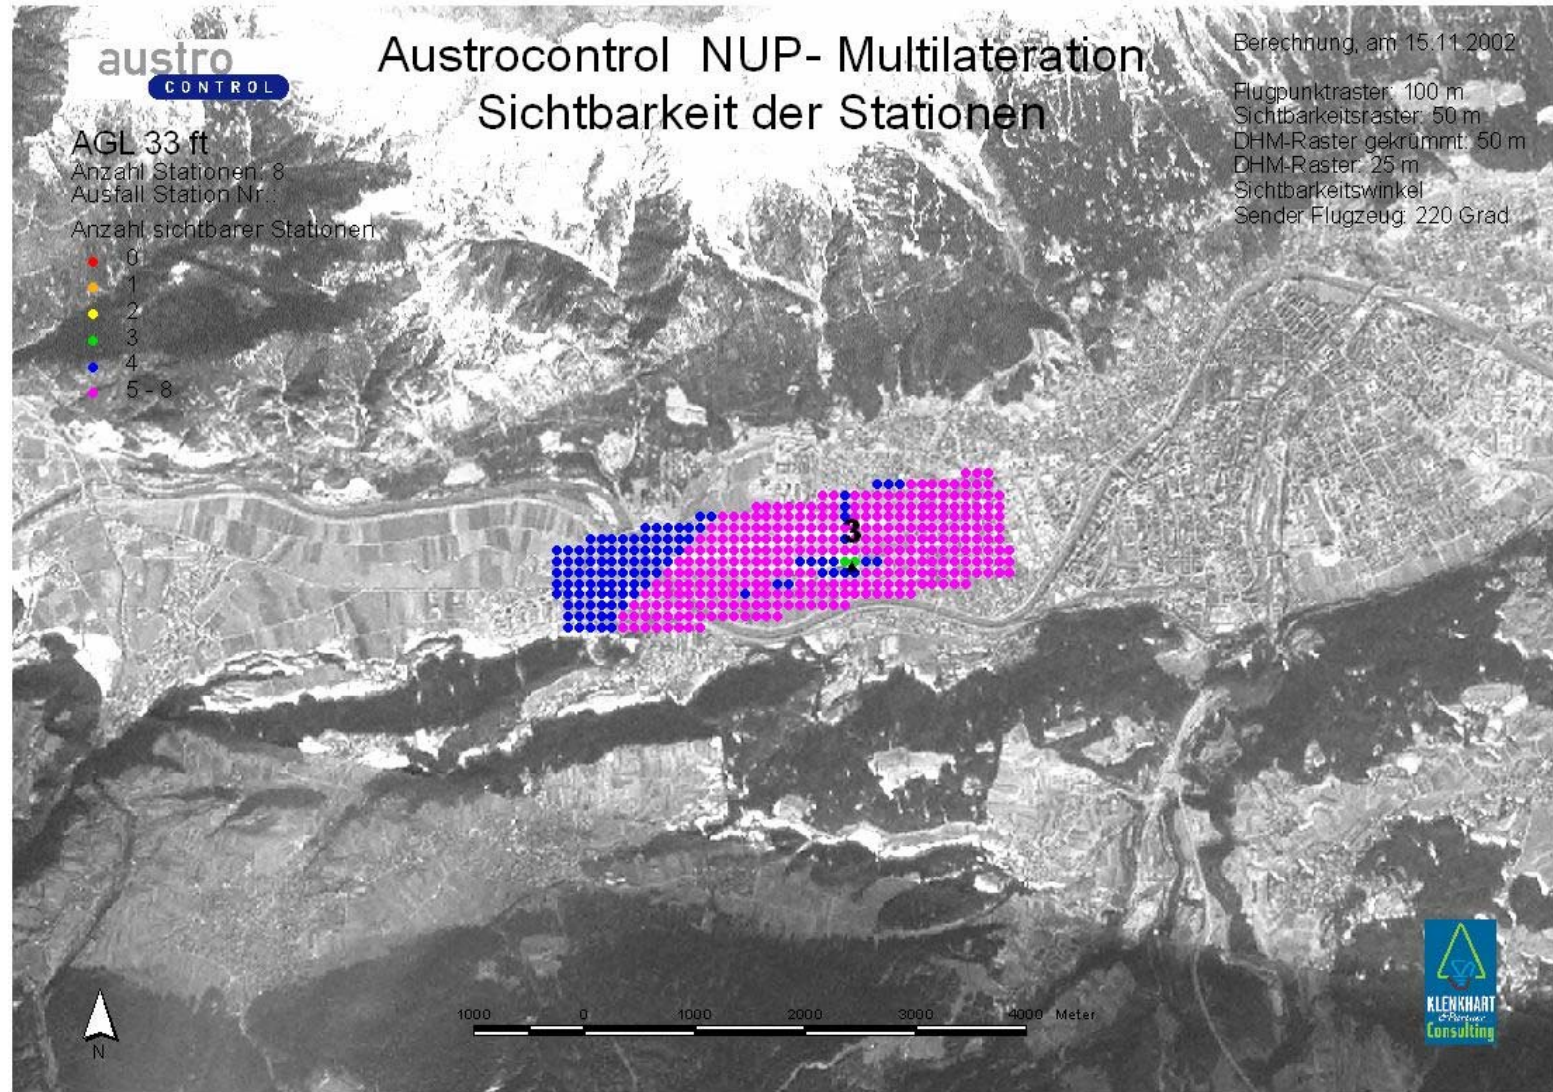 austro
CONTROL
Austrocontrol NUP- Multilateration
Sichtbarkeit der Stationen
Berechnung, am 15.11.2002
Flugpunktraster: 100 m
Sichtbarkeitsraster: 50 m
DHM-Raster gekrümmt: 50 m
DHM-Raster: 25 m
Sichtbarkeitswinkel
Sender Flugzeug: 220 Grad
AGL 33 ft
Anzahl Stationen: 8
Ausfall Station Nr.:
Anzahl sichtbarer Stationen
0
1
2
3
4
5 - 8
3
N
1000 0 1000 2000 3000 4000 Meter
KLENKHART
&Partner
Consulting